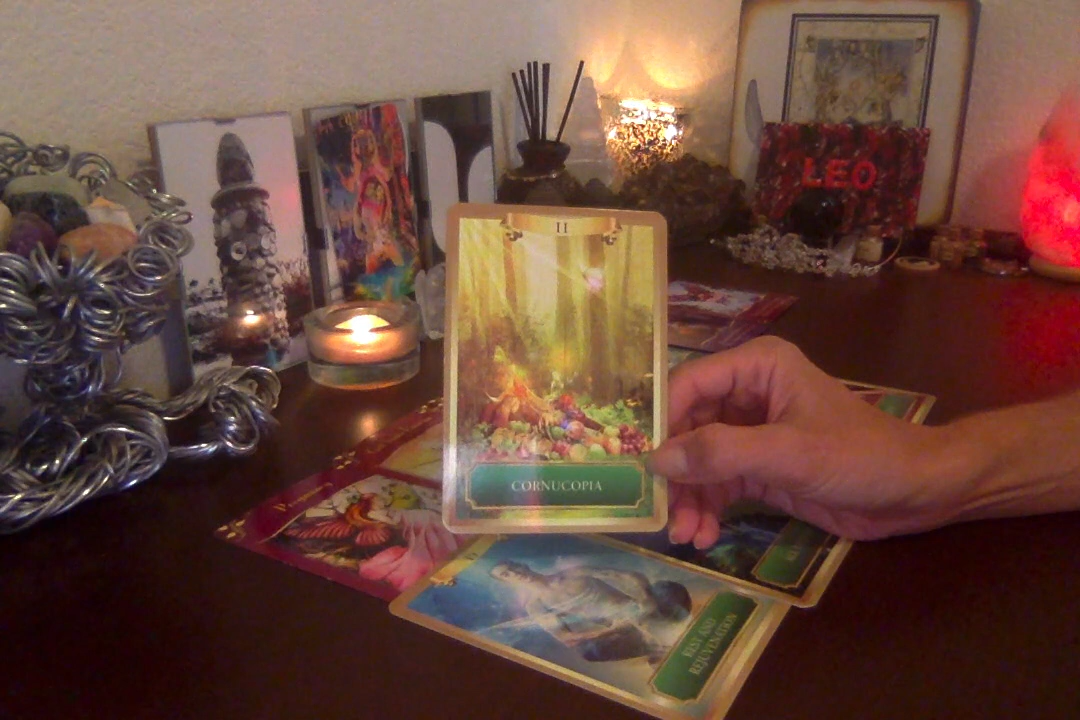 LEO
II
CORNUCOPIA
REST AND
REJUVENATION